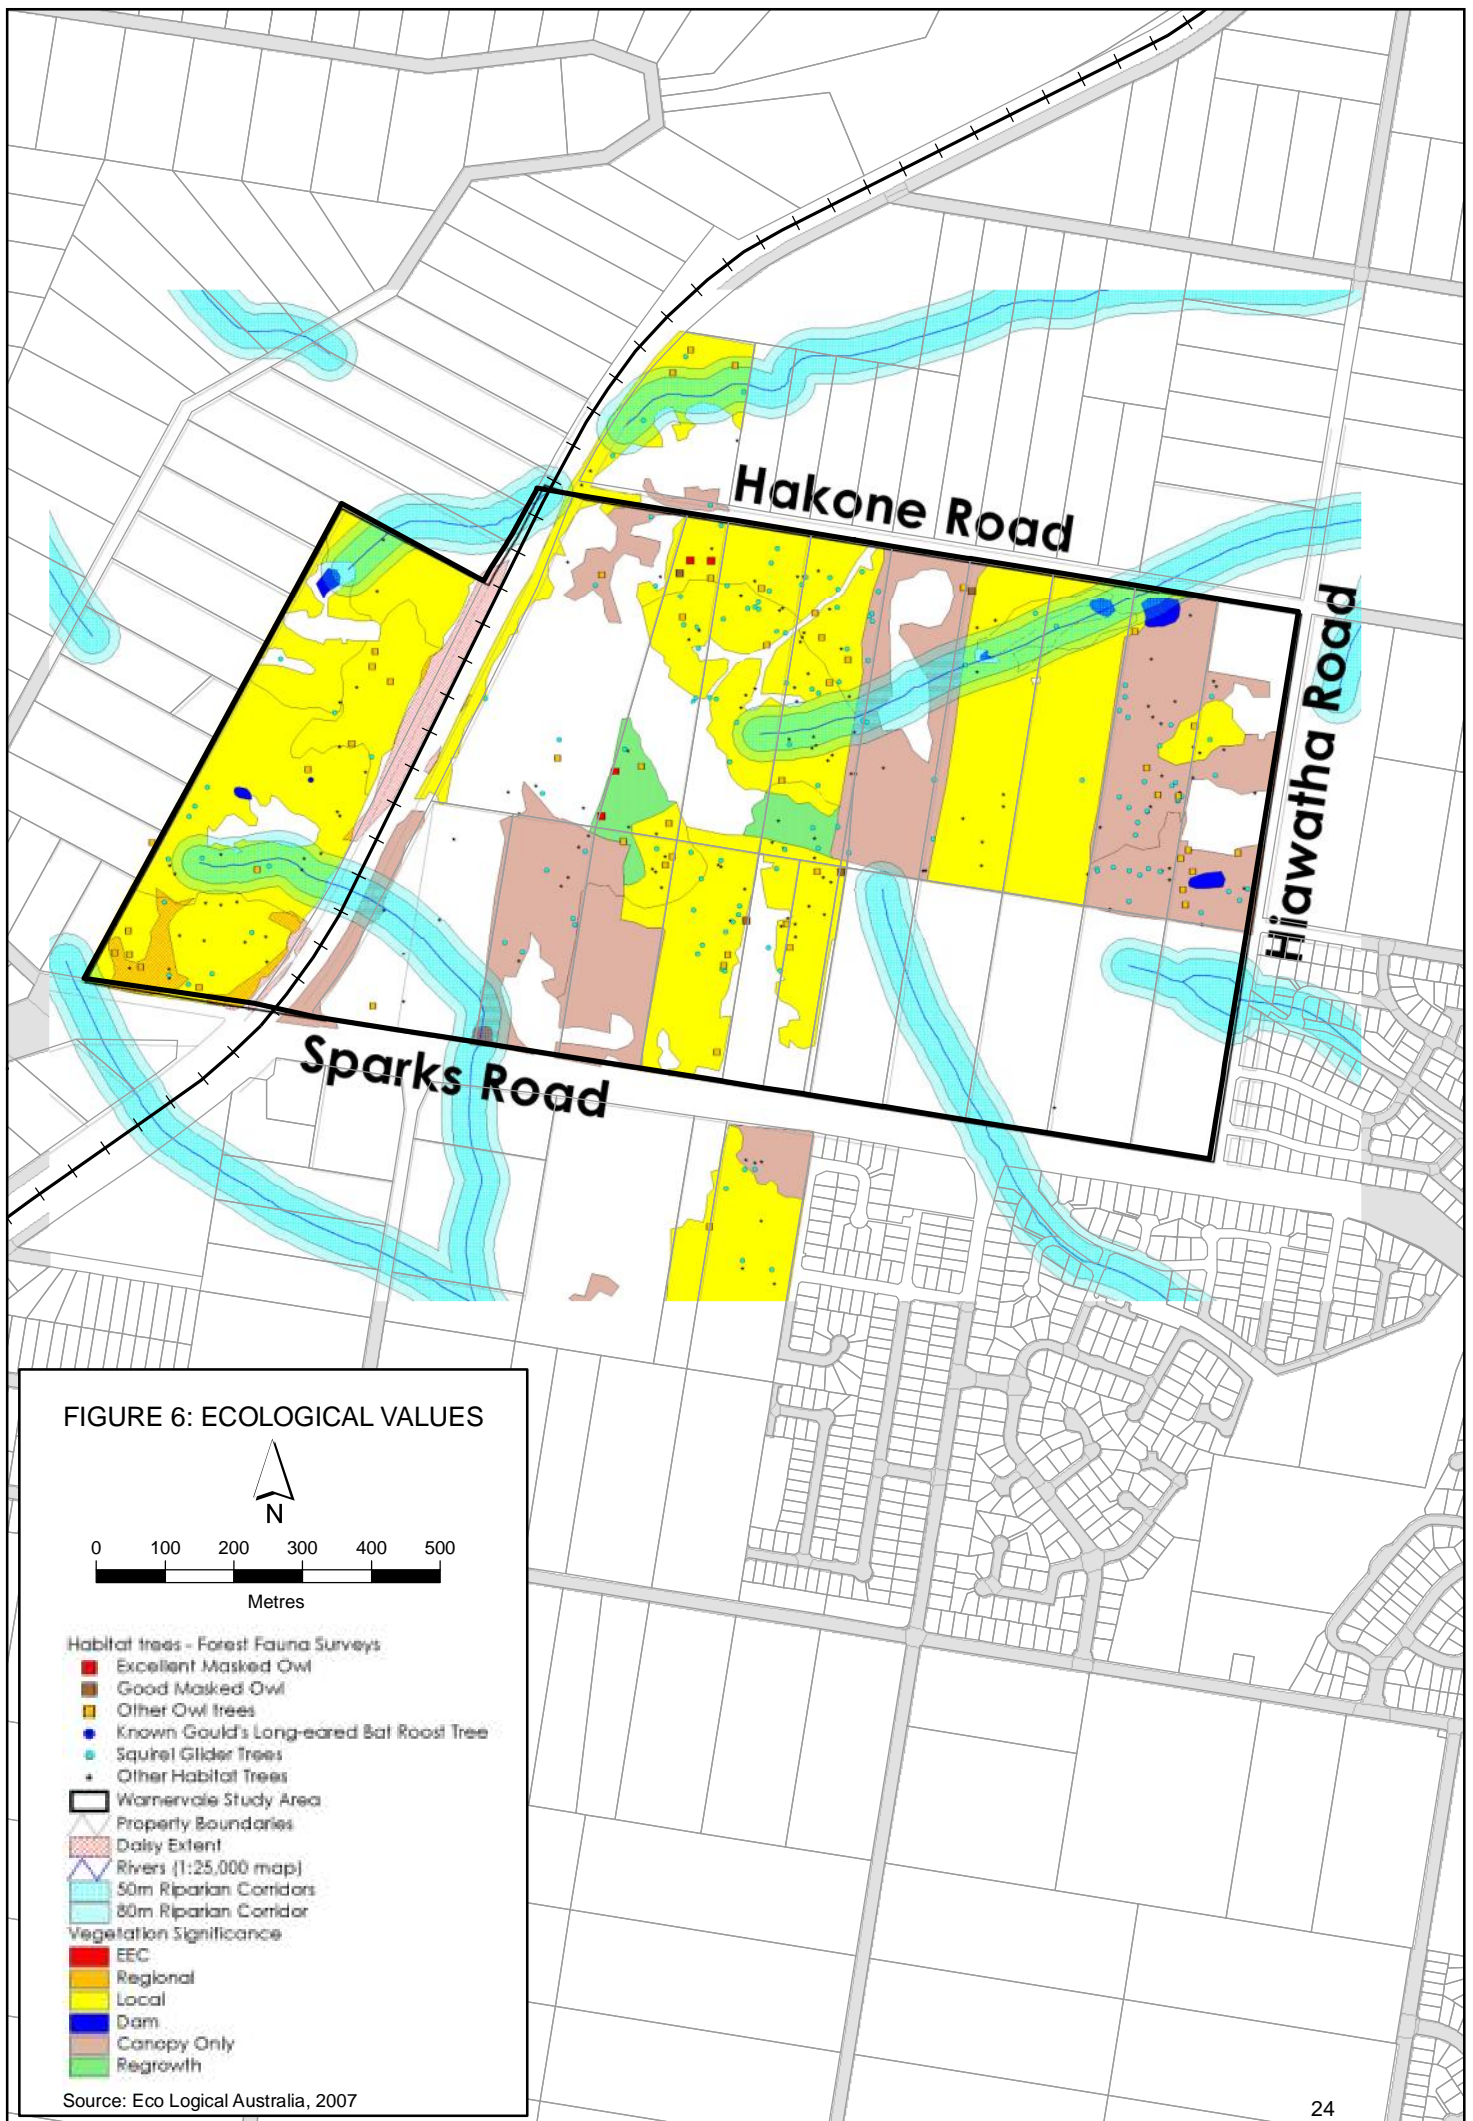 Hakone Road
Hiawatha Road
Sparks Road
FIGURE 6: ECOLOGICAL VALUES
N
0 100 200 300 400 500
Metres
Habitat trees - Forest Fauna Surveys
Excellent Masked Owl
Good Masked Owl
Other Owl trees
Known Gould's Long-eared Bat Roost Tree
Squirel Glider Trees
Other Habitat Trees
Warnervale Study Area
Property Boundaries
Daisy Extent
Rivers (1:25,000 map)
50m Riparian Corridors
80m Riparian Corridor
Vegetation Significance
EEC
Regional
Local
Dam
Canopy Only
Regrowth
Source: Eco Logical Australia, 2007
24